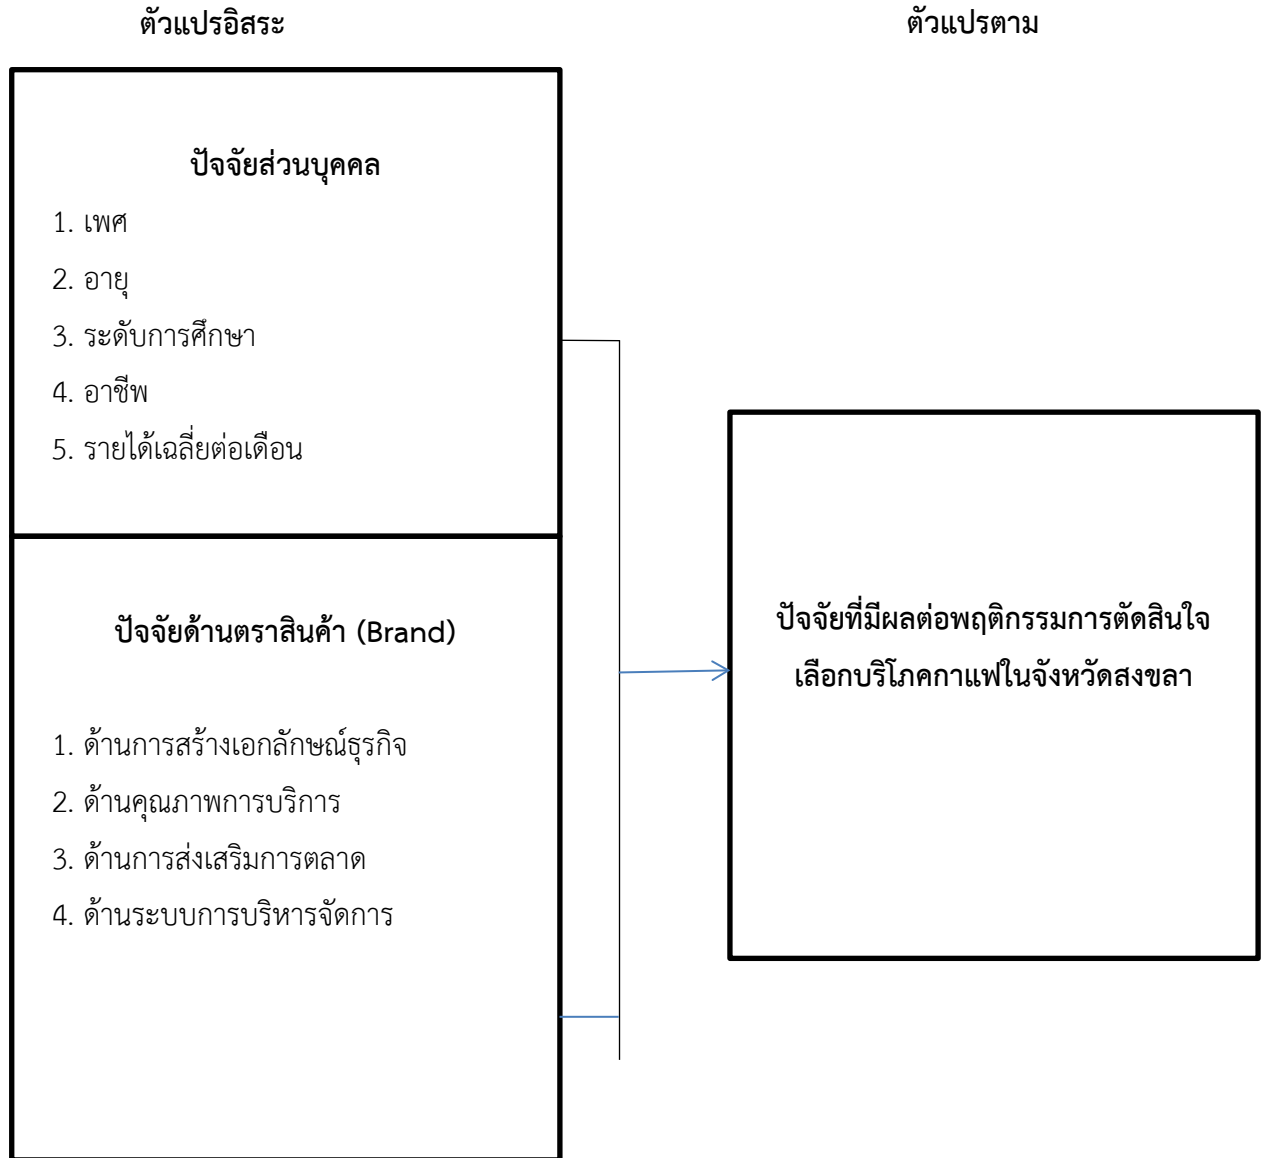 ตัวแปรอิสระ
ตัวแปรตาม
ปัจจัยส่วนบุคคล
1. เพศ
2. อายุ
3. ระดับการศึกษา
4. อาชีพ
5. รายได้เฉลี่ยต่อเดือน
ปัจจัยด้านตราสินค้า (Brand)
1. ด้านการสร้างเอกลักษณ์ธุรกิจ
2. ด้านคุณภาพการบริการ
3. ด้านการส่งเสริมการตลาด
4. ด้านระบบการบริหารจัดการ
ปัจจัยที่มีผลต่อพฤติกรรมการตัดสินใจ
เลือกบริโภคกาแฟในจังหวัดสงขลา